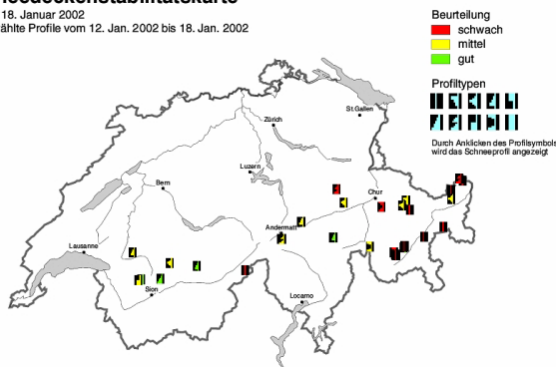 18. Januar 2002
Profile vom 12. Jan. 2002 bis 18. Jan. 2002
Beurteilung
schwach
mittel
gut
Profiltypen
Durch Anklicken des Profilsymbols
wird das Schneeprofil angezeigt
St.Gallen
Zürich
Luzern
Bern
Chur
Andermatt
Lausanne
Sion
Locarno